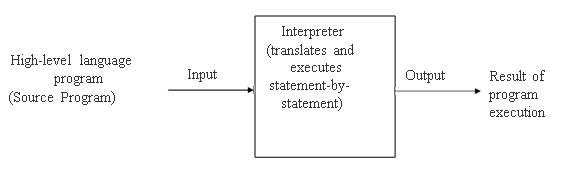 High-level language
program
(Source Program)
Input
Interpreter
(translates and
executes
statement-by-
statement)
Output
Result of
program
execution